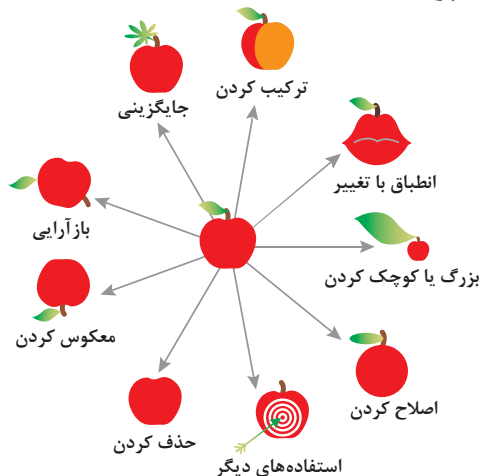 ترکیب کردن
جایگزینی
انطباق با تغییر
بازآرایی
بزرگ یا کوچک کردن
معکوس کردن
اصلاح کردن
حذف کردن
استفاده‌های دیگر